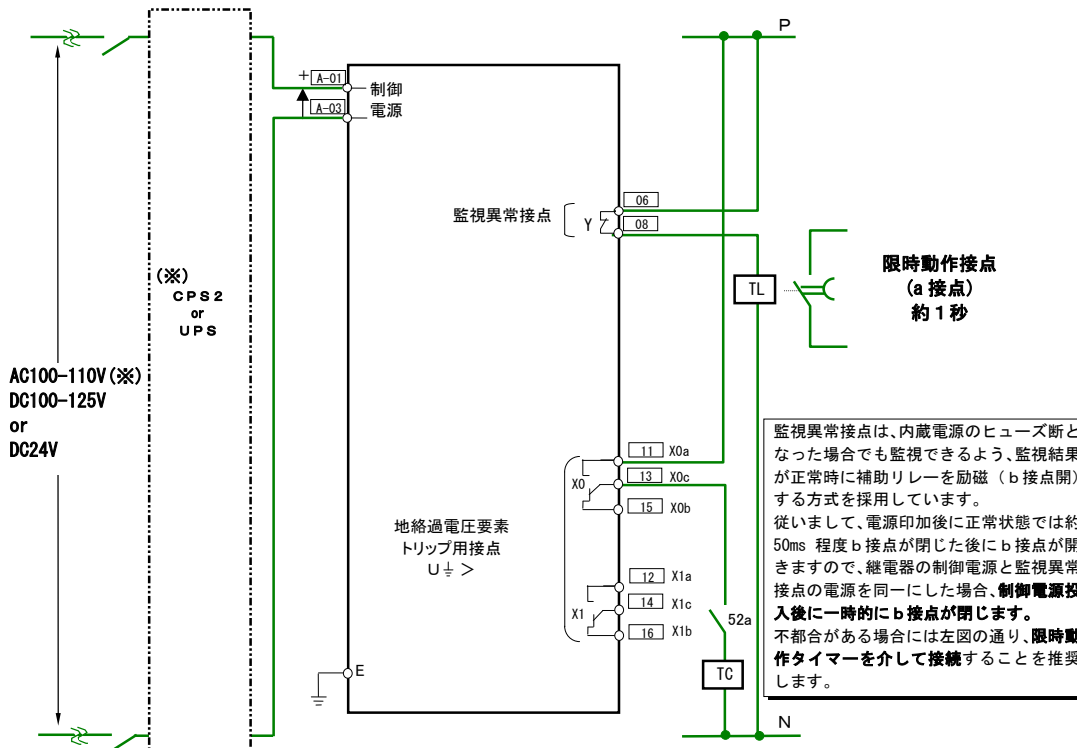 P
+ A-01
制御
A-03
電源
06
監視異常接点
Y
08
限時動作接点
(a 接点)
約 1 秒
TL
(※)
CPS2
or
UPS
AC100-110V(※)
DC100-125V
or
DC24V
監視異常接点は、内蔵電源のヒューズ断と
なった場合でも監視できるよう、監視結果
が正常時に補助リレーを励磁（b接点開）
する方式を採用しています。
従いまして、電源印加後に正常状態では約
50ms 程度b接点が閉じた後にb接点が開
きますので、継電器の制御電源と監視異常
接点の電源を同一にした場合、制御電源投
入後に一時的にb接点が閉じます。
不都合がある場合には左図の通り、限時動
作タイマーを介して接続することを推奨
します。
11 X0a
X0
13 X0c
15 X0b
地絡過電圧要素
トリップ用接点
U⏚ >
12 X1a
X1
14 X1c
16 X1b
52a
TC
E
N